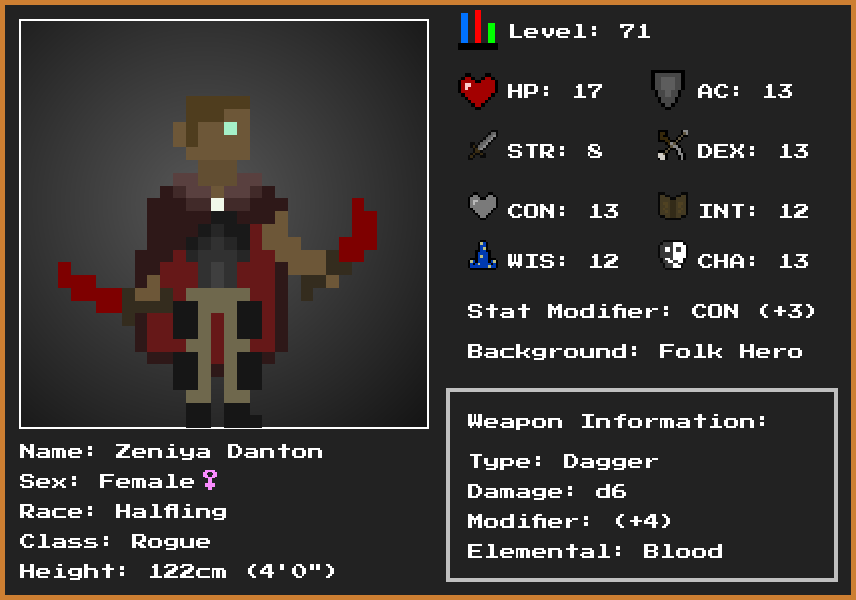 Level: 71
HP: 17 AC: 13
STR: 8 DEX: 13
CON: 13 INT: 12
WIS: 12 CHA: 13
Stat Modifier: CON (+3)
Background: Folk Hero
Weapon Information:
Type: Dagger
Damage: d6
Modifier: (+4)
Elemental: Blood
Name: Zeniya Danton
Sex: Female♀
Race: Halfling
Class: Rogue
Height: 122cm (4'0")